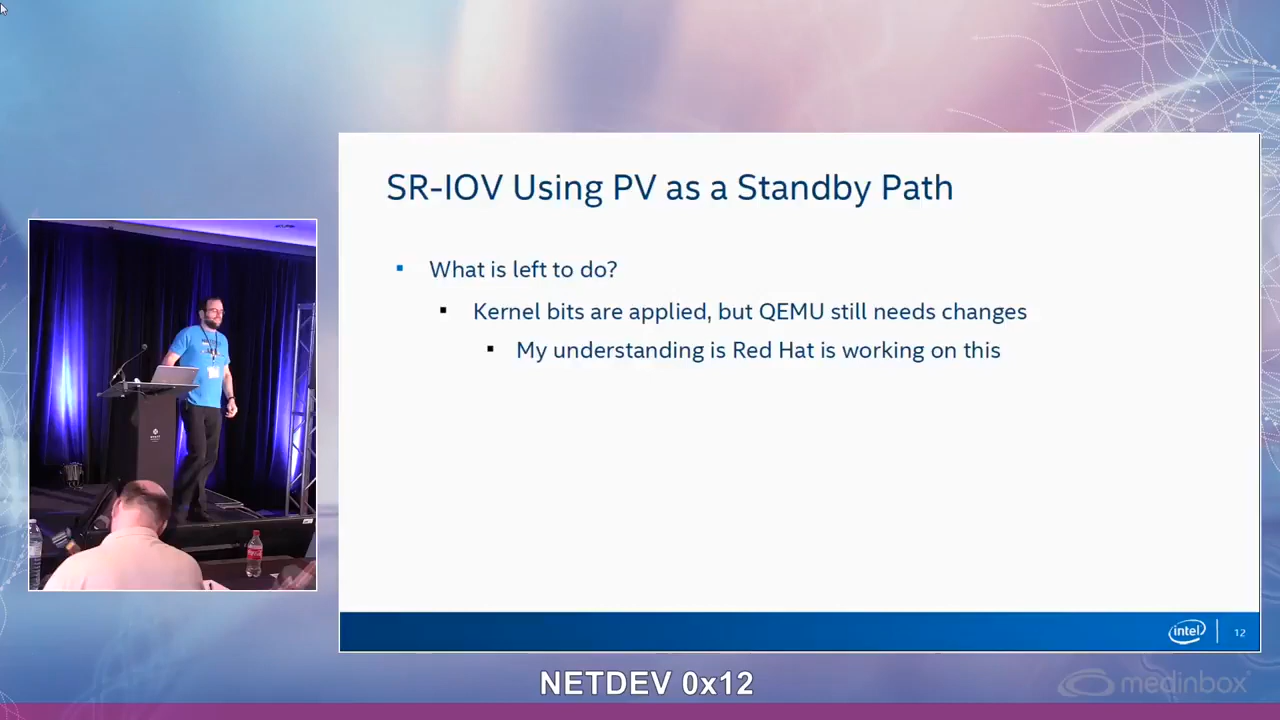 SR-IOV Using PV as a Standby Path
What is left to do?
Kernel bits are applied, but QEMU still needs changes
My understanding is Red Hat is working on this
intel
12
NETDEV 0x12
medinbox